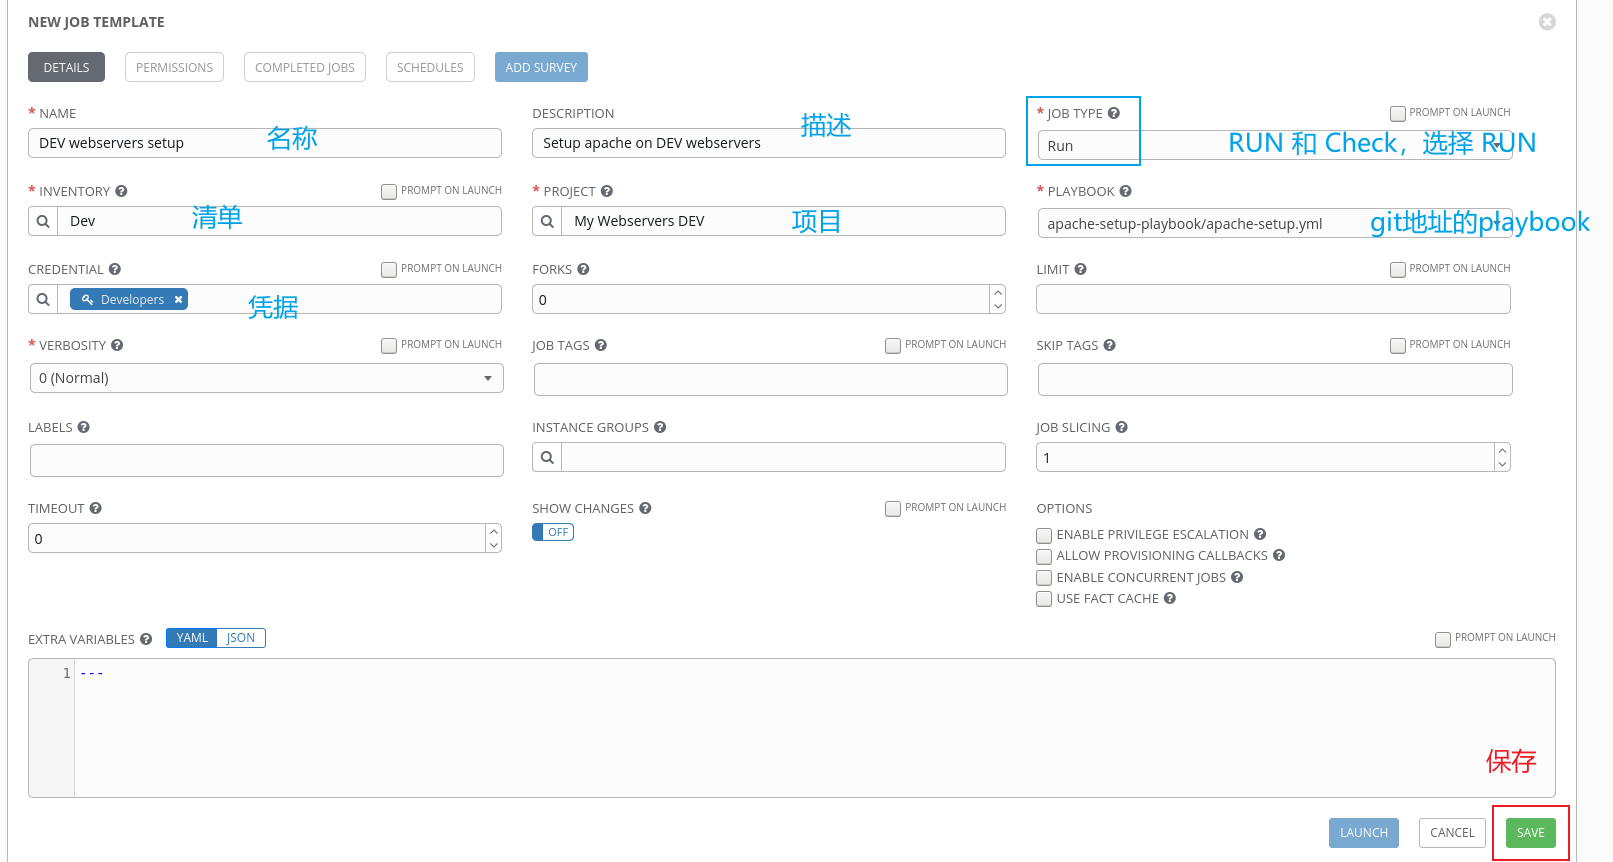 NEW JOB TEMPLATE
DETAILS PERMISSIONS COMPLETED JOBS SCHEDULES ADD SURVEY
* NAME DESCRIPTION * JOB TYPE PROMPT ON LAUNCH
DEV webservers setup 名称 Setup apache on DEV webservers 描述 Run RUN 和 Check，选择 RUN
* INVENTORY PROMPT ON LAUNCH * PROJECT * PLAYBOOK
Dev 清单 My Webservers DEV 项目 apache-setup-playbook/apache-setup.yml git地址的playbook
CREDENTIAL PROMPT ON LAUNCH FORKS LIMIT PROMPT ON LAUNCH
Developers 凭据 0
* VERBOSITY PROMPT ON LAUNCH JOB TAGS PROMPT ON LAUNCH SKIP TAGS PROMPT ON LAUNCH
0 (Normal)
LABELS INSTANCE GROUPS JOB SLICING
1
TIMEOUT SHOW CHANGES PROMPT ON LAUNCH OPTIONS
0 OFF ENABLE PRIVILEGE ESCALATION
ALLOW PROVISIONING CALLBACKS
ENABLE CONCURRENT JOBS
USE FACT CACHE
EXTRA VARIABLES YAML JSON PROMPT ON LAUNCH
1 ---
保存
LAUNCH CANCEL SAVE